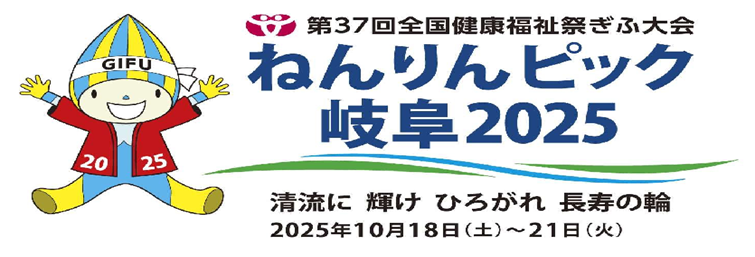 第37回全国健康福祉祭ぎふ大会
ねんりんピック
岐阜2025
GIFU
20 25
清流に 輝け ひろがれ 長寿の輪
2025年10月18日(土)~21日(火)